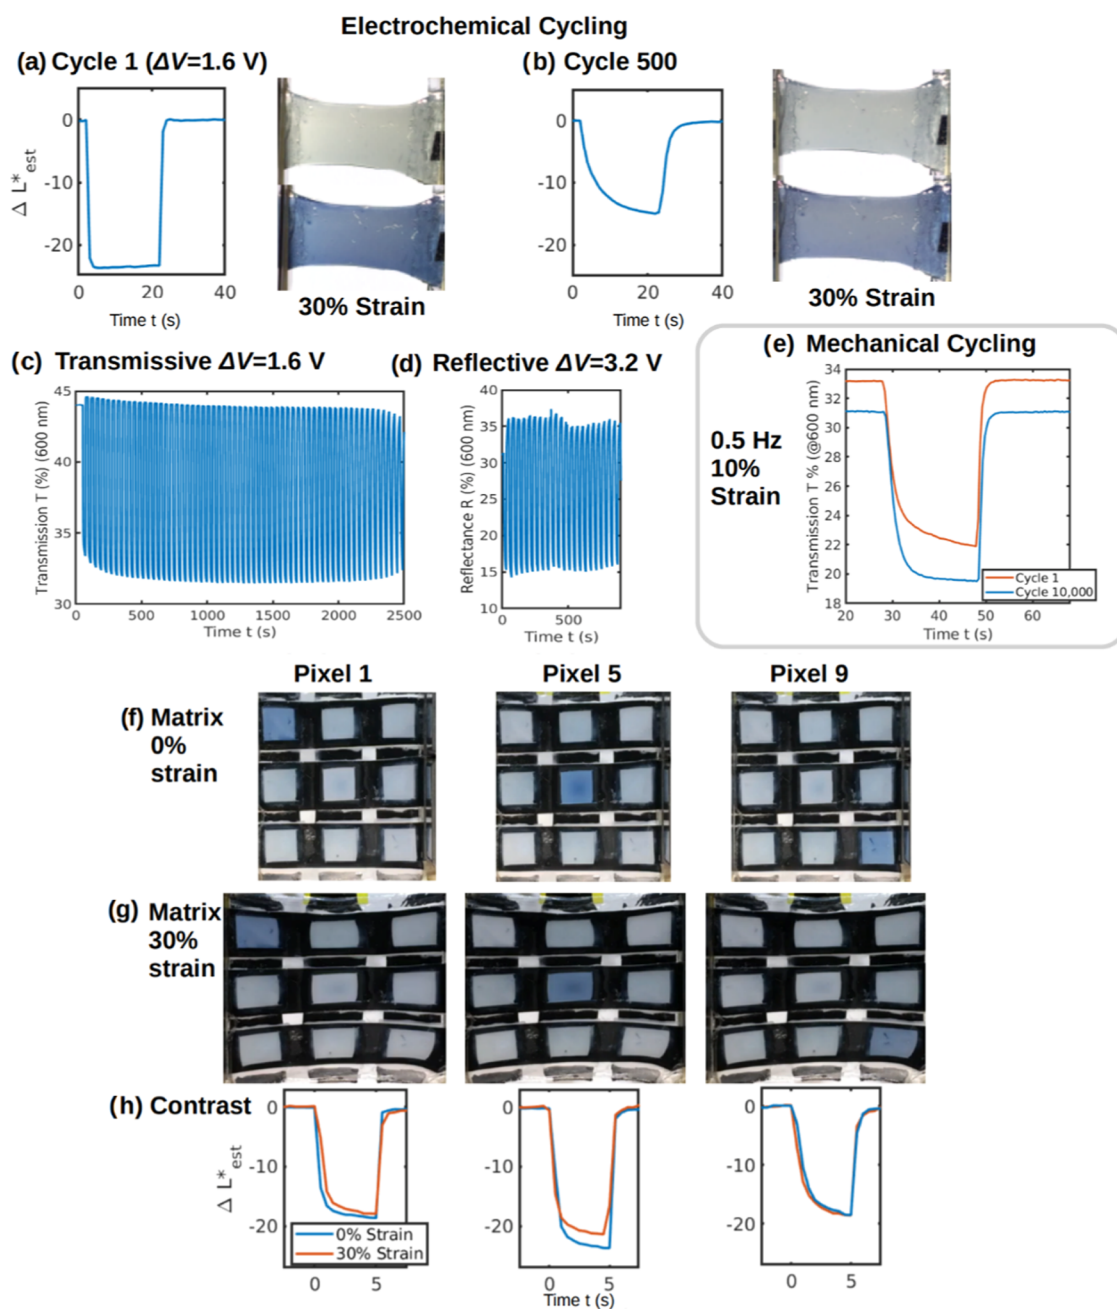 Electrochemical Cycling
(a) Cycle 1 (ΔV=1.6 V)
(b) Cycle 500
0
-10
-20
Δ L*est
0 20 40
Time t (s)
30% Strain
0
-10
-20
0 20 40
Time t (s)
30% Strain
(c) Transmissive ΔV=1.6 V
45
40
35
30
Transmission T (%) (600 nm)
0 500 1000 1500 2000 2500
Time t (s)
(d) Reflective ΔV=3.2 V
40
35
30
25
20
15
10
Reflectance R (%) (600 nm)
0 500
Time t (s)
(e) Mechanical Cycling
0.5 Hz
10%
Strain
34
32
30
28
26
24
22
20
18
Transmission T % (@600 nm)
Cycle 1
Cycle 10,000
20 30 40 50 60
Time t (s)
Pixel 1
Pixel 5
Pixel 9
(f) Matrix
0%
strain
(g) Matrix
30%
strain
(h) Contrast
0
-10
-20
Δ L*est
0% Strain
30% Strain
0 5
0
-10
-20
0 5
Time t (s)
0
-10
-20
0 5